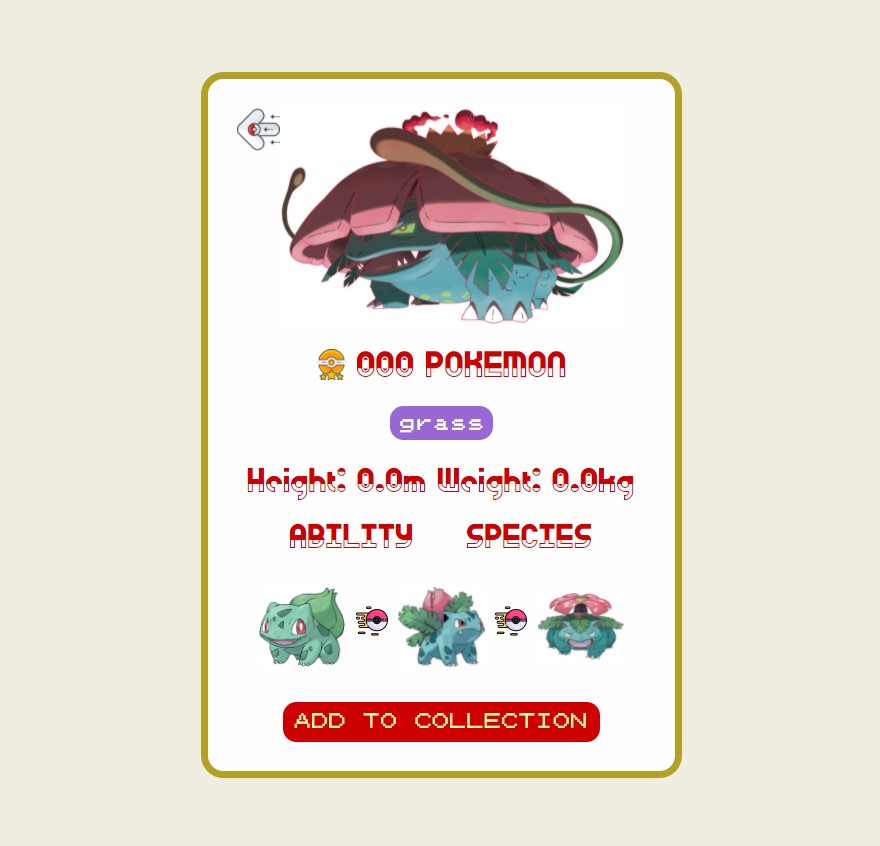 000 POKEMON
grass
Height: 0.0m Weight: 0.0kg
ABILITY SPECIES
ADD TO COLLECTION